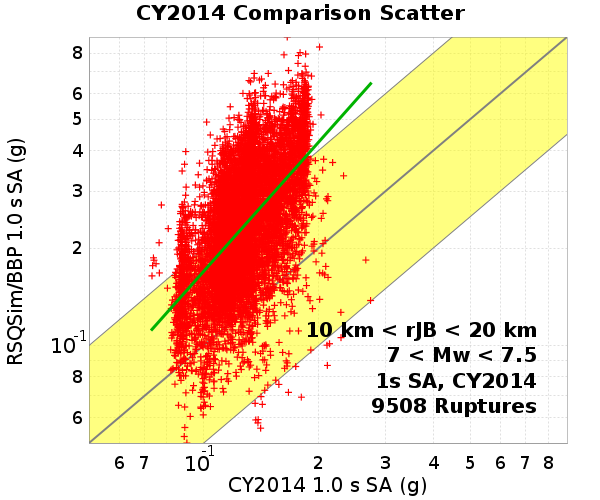 CY2014 Comparison Scatter
RSQSim/BBP 1.0 s SA (g)
8
6
5
4
3
2
10-1
8
6
10 km < rJB < 20 km
7 < Mw < 7.5
1s SA, CY2014
9508 Ruptures
6 7 10-1 2 3 4 5 6 7 8
CY2014 1.0 s SA (g)